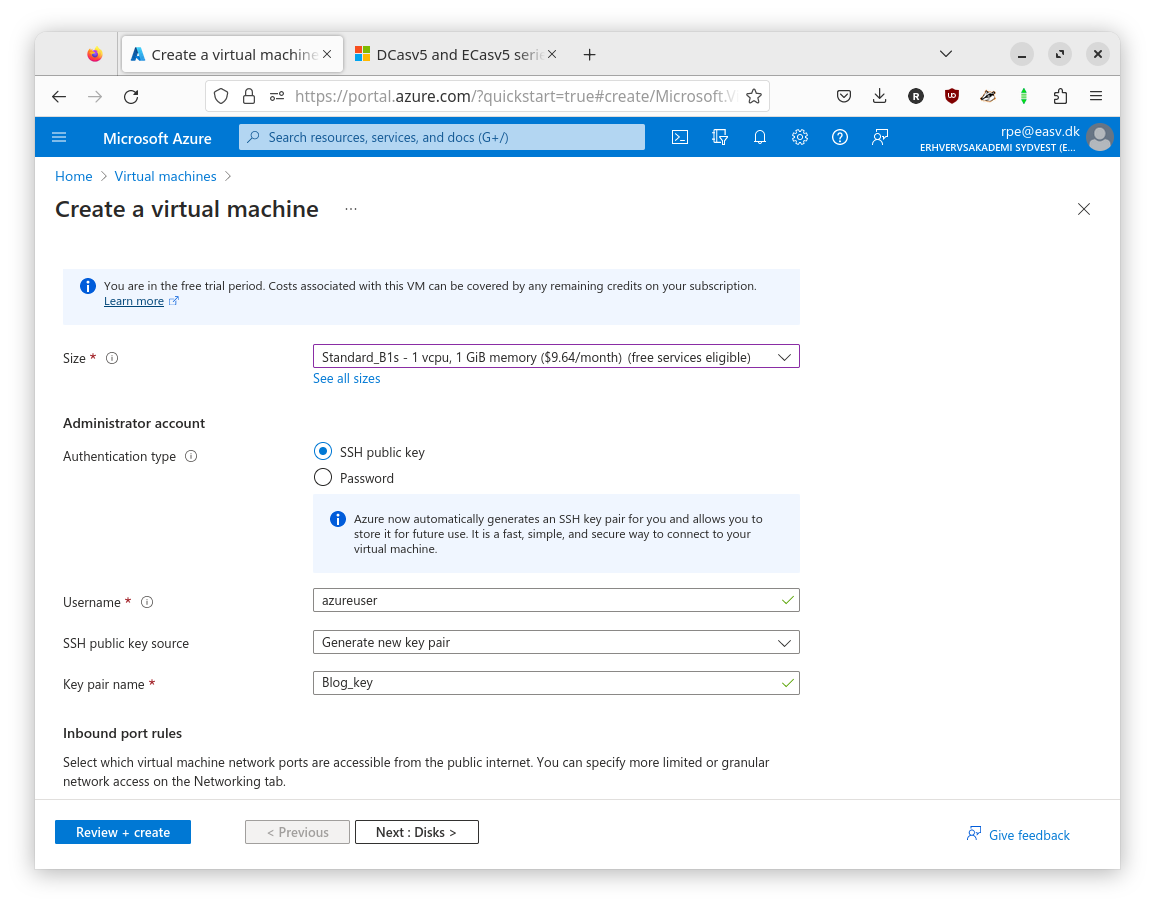 Create a virtual machine
DCasv5 and ECasv5 serie
https://portal.azure.com/?quickstart=true#create/Microsoft.V
R
UD
Microsoft Azure
Search resources, services, and docs (G+/)
rpe@easv.dk
ERHVERVSAKADEMI SYDVEST (E...
Home > Virtual machines >
Create a virtual machine ...
You are in the free trial period. Costs associated with this VM can be covered by any remaining credits on your subscription.
Learn more
Size *
Standard_B1s - 1 vcpu, 1 GiB memory ($9.64/month) (free services eligible)
See all sizes
Administrator account
Authentication type
SSH public key
Password
Azure now automatically generates an SSH key pair for you and allows you to
store it for future use. It is a fast, simple, and secure way to connect to your
virtual machine.
Username *
azureuser
SSH public key source
Generate new key pair
Key pair name *
Blog_key
Inbound port rules
Select which virtual machine network ports are accessible from the public internet. You can specify more limited or granular
network access on the Networking tab.
Review + create
< Previous
Next : Disks >
Give feedback